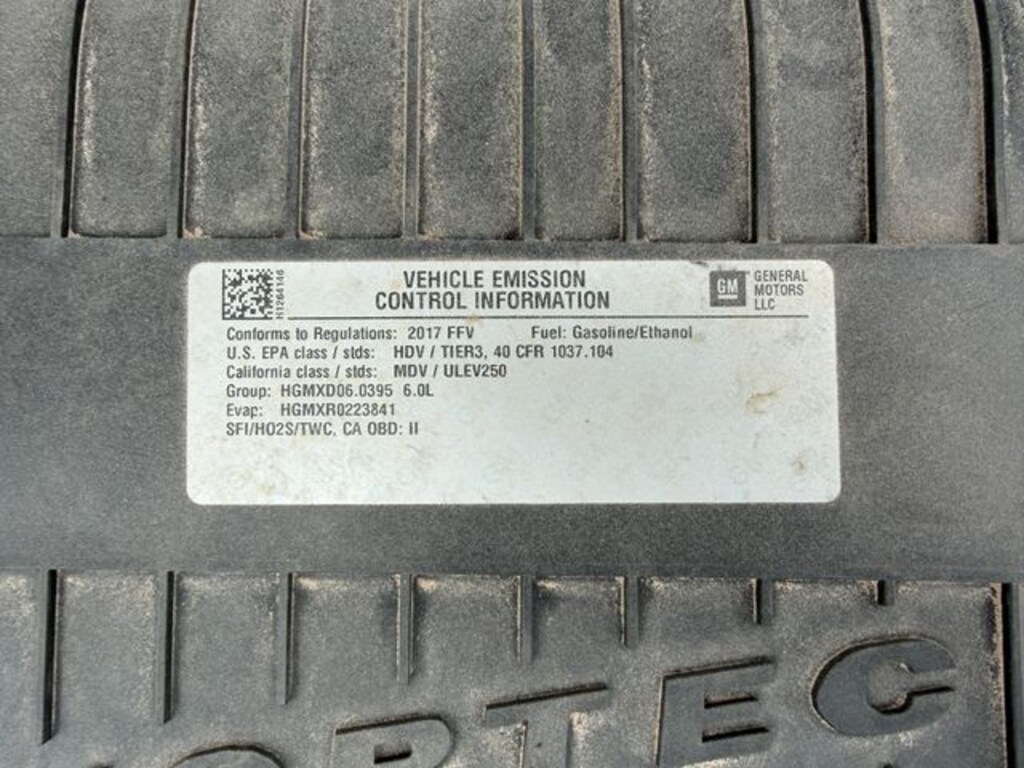 VEHICLE EMISSION
CONTROL INFORMATION
GM GENERAL
MOTORS
LLC
Conforms to Regulations: 2017 FFV Fuel: Gasoline/Ethanol
U.S. EPA class / stds: HDV / TIER3, 40 CFR 1037.104
California class / stds: MDV / ULEV250
Group: HGMXD06.0395 6.0L
Evap: HGMXR0223841
SFI/HO2S/TWC, CA OBD: II
ORTEC